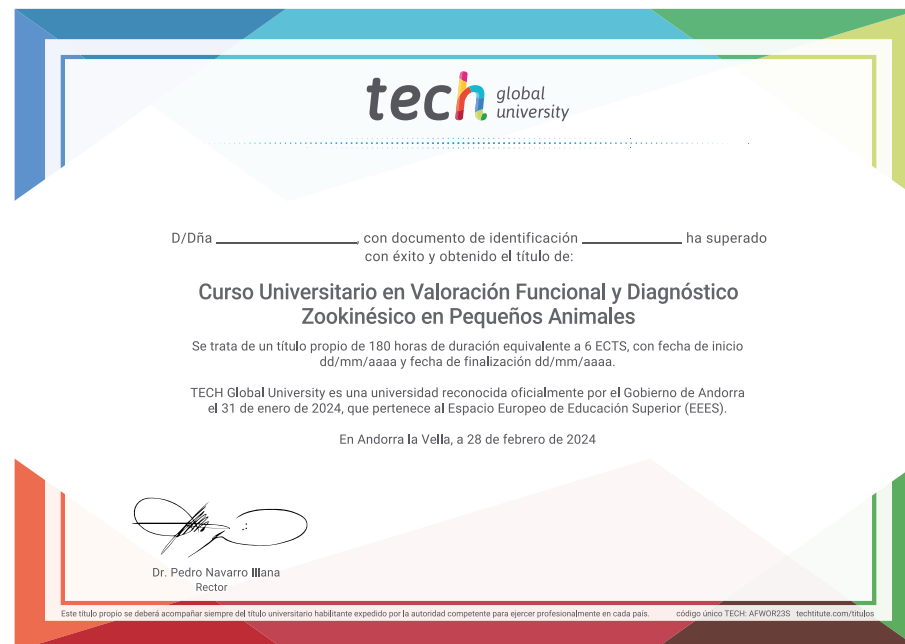 tech global
university
D/Dña ______________, con documento de identificación __________ ha superado
con éxito y obtenido el título de:
Curso Universitario en Valoración Funcional y Diagnóstico
Zookinésico en Pequeños Animales
Se trata de un título propio de 180 horas de duración equivalente a 6 ECTS, con fecha de inicio
dd/mm/aaaa y fecha de finalización dd/mm/aaaa.
TECH Global University es una universidad reconocida oficialmente por el Gobierno de Andorra
el 31 de enero de 2024, que pertenece al Espacio Europeo de Educación Superior (EEES).
En Andorra la Vella, a 28 de febrero de 2024
Dr. Pedro Navarro Illana
Rector
Este título propio se deberá acompañar siempre del título universitario habilitante expedido por la autoridad competente para ejercer profesionalmente en cada país. código único TECH: AFWOR23S techtitute.com/titulos